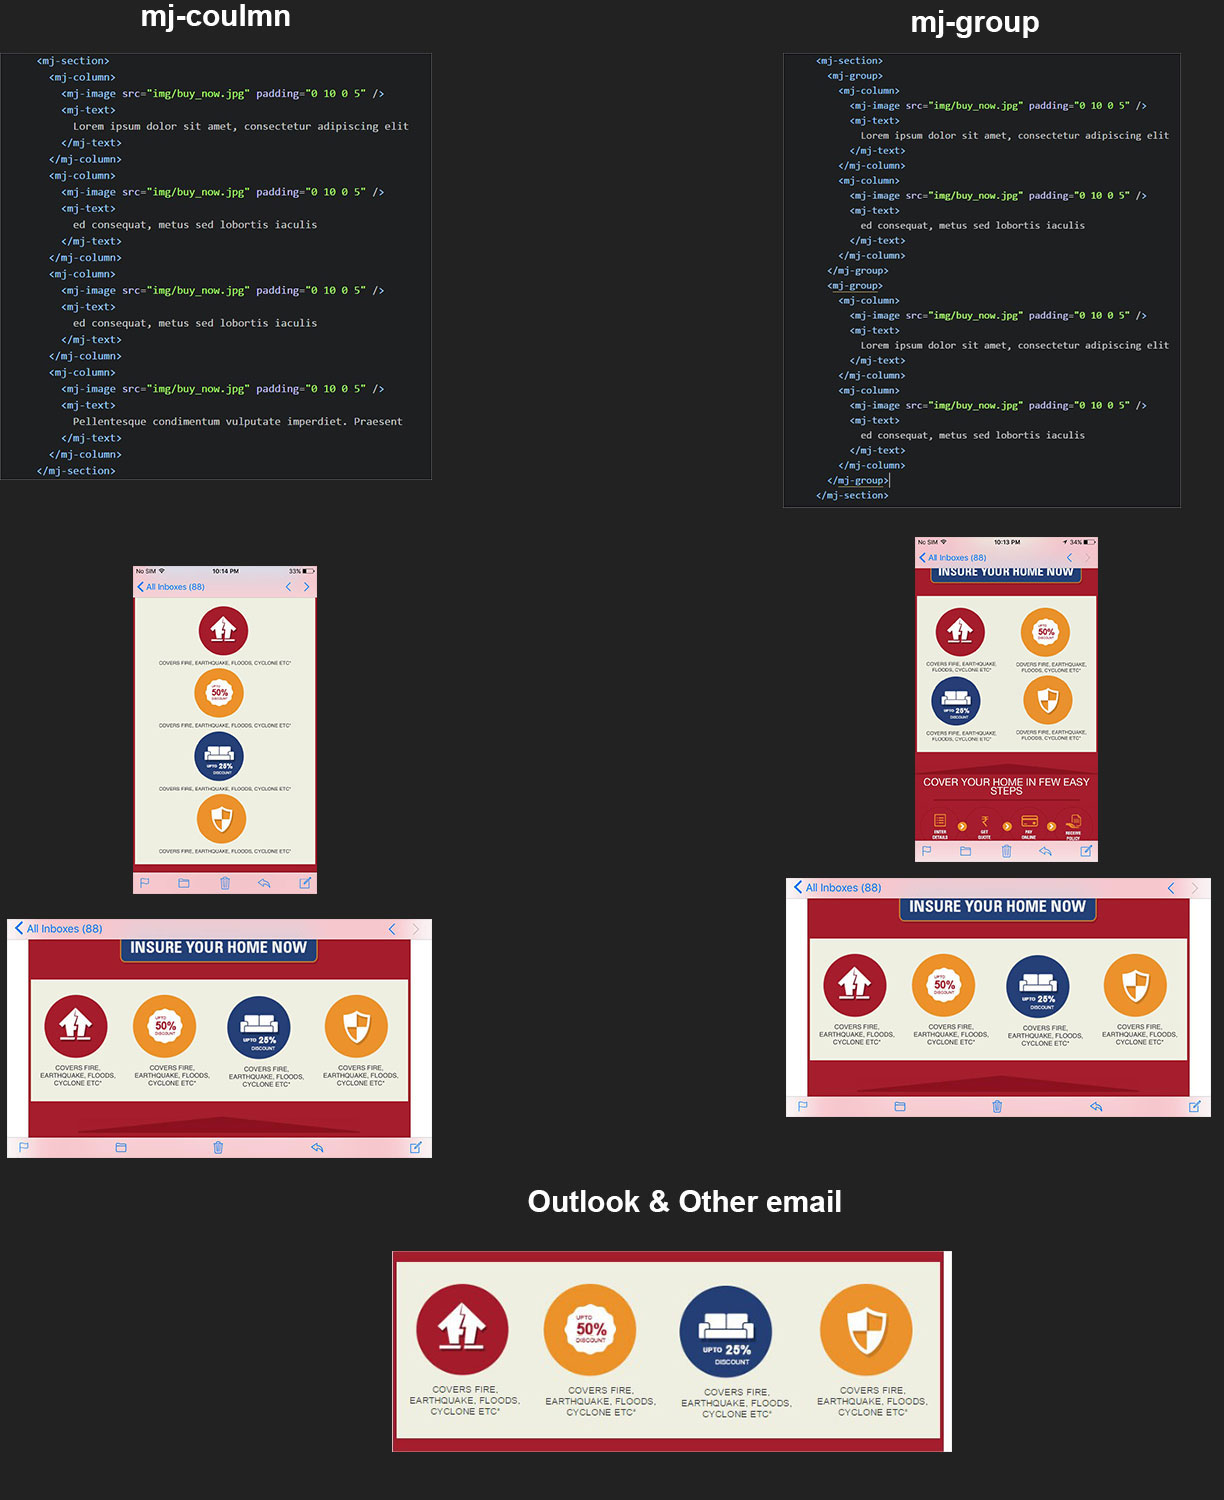 mj-coulmn
<mj-section>
<mj-column>
<mj-image src="img/buy_now.jpg" padding="0 10 0 5" />
<mj-text>
Lorem ipsum dolor sit amet, consectetur adipiscing elit
</mj-text>
</mj-column>
<mj-column>
<mj-image src="img/buy_now.jpg" padding="0 10 0 5" />
<mj-text>
ed consequat, metus sed lobortis iaculis
</mj-text>
</mj-column>
<mj-column>
<mj-image src="img/buy_now.jpg" padding="0 10 0 5" />
<mj-text>
ed consequat, metus sed lobortis iaculis
</mj-text>
</mj-column>
<mj-column>
<mj-image src="img/buy_now.jpg" padding="0 10 0 5" />
<mj-text>
Pellentesque condimentum vulputate imperdiet. Praesent
</mj-text>
</mj-column>
</mj-section>
mj-group
<mj-section>
<mj-group>
<mj-column>
<mj-image src="img/buy_now.jpg" padding="0 10 0 5" />
<mj-text>
Lorem ipsum dolor sit amet, consectetur adipiscing elit
</mj-text>
</mj-column>
<mj-column>
<mj-image src="img/buy_now.jpg" padding="0 10 0 5" />
<mj-text>
ed consequat, metus sed lobortis iaculis
</mj-text>
</mj-column>
</mj-group>
<mj-group>
<mj-column>
<mj-image src="img/buy_now.jpg" padding="0 10 0 5" />
<mj-text>
Lorem ipsum dolor sit amet, consectetur adipiscing elit
</mj-text>
</mj-column>
<mj-column>
<mj-image src="img/buy_now.jpg" padding="0 10 0 5" />
<mj-text>
ed consequat, metus sed lobortis iaculis
</mj-text>
</mj-column>
</mj-group>
</mj-section>
No SIM 10:14 PM 33%
All Inboxes (88)
COVERS FIRE, EARTHQUAKE, FLOODS, CYCLONE ETC*
UPTO
50%
DISCOUNT
COVERS FIRE, EARTHQUAKE, FLOODS, CYCLONE ETC*
UPTO 25%
DISCOUNT
COVERS FIRE, EARTHQUAKE, FLOODS, CYCLONE ETC*
COVERS FIRE, EARTHQUAKE, FLOODS, CYCLONE ETC*
No SIM 10:13 PM 34%
All Inboxes (88)
INSURE YOUR HOME NOW
UPTO
50%
DISCOUNT
COVERS FIRE, EARTHQUAKE, COVERS FIRE, EARTHQUAKE,
FLOODS, CYCLONE ETC* FLOODS, CYCLONE ETC*
UPTO 25%
DISCOUNT
COVERS FIRE, EARTHQUAKE, COVERS FIRE, EARTHQUAKE,
FLOODS, CYCLONE ETC* FLOODS, CYCLONE ETC*
COVER YOUR HOME IN FEW EASY
STEPS
ENTER GET PAY RECEIVE
DETAILS QUOTE ONLINE POLICY
All Inboxes (88)
INSURE YOUR HOME NOW
UPTO
50%
DISCOUNT
UPTO 25%
DISCOUNT
COVERS FIRE, COVERS FIRE, COVERS FIRE, COVERS FIRE,
EARTHQUAKE, FLOODS, EARTHQUAKE, FLOODS, EARTHQUAKE, FLOODS, EARTHQUAKE, FLOODS,
CYCLONE ETC* CYCLONE ETC* CYCLONE ETC* CYCLONE ETC*
All Inboxes (88)
INSURE YOUR HOME NOW
UPTO
50%
DISCOUNT
UPTO 25%
DISCOUNT
COVERS FIRE, COVERS FIRE, COVERS FIRE, COVERS FIRE,
EARTHQUAKE, FLOODS, EARTHQUAKE, FLOODS, EARTHQUAKE, FLOODS, EARTHQUAKE, FLOODS,
CYCLONE ETC* CYCLONE ETC* CYCLONE ETC* CYCLONE ETC*
Outlook & Other email
UPTO
50%
DISCOUNT
UPTO 25%
DISCOUNT
COVERS FIRE, COVERS FIRE, COVERS FIRE, COVERS FIRE,
EARTHQUAKE, FLOODS, EARTHQUAKE, FLOODS, EARTHQUAKE, FLOODS, EARTHQUAKE, FLOODS,
CYCLONE ETC* CYCLONE ETC* CYCLONE ETC* CYCLONE ETC*